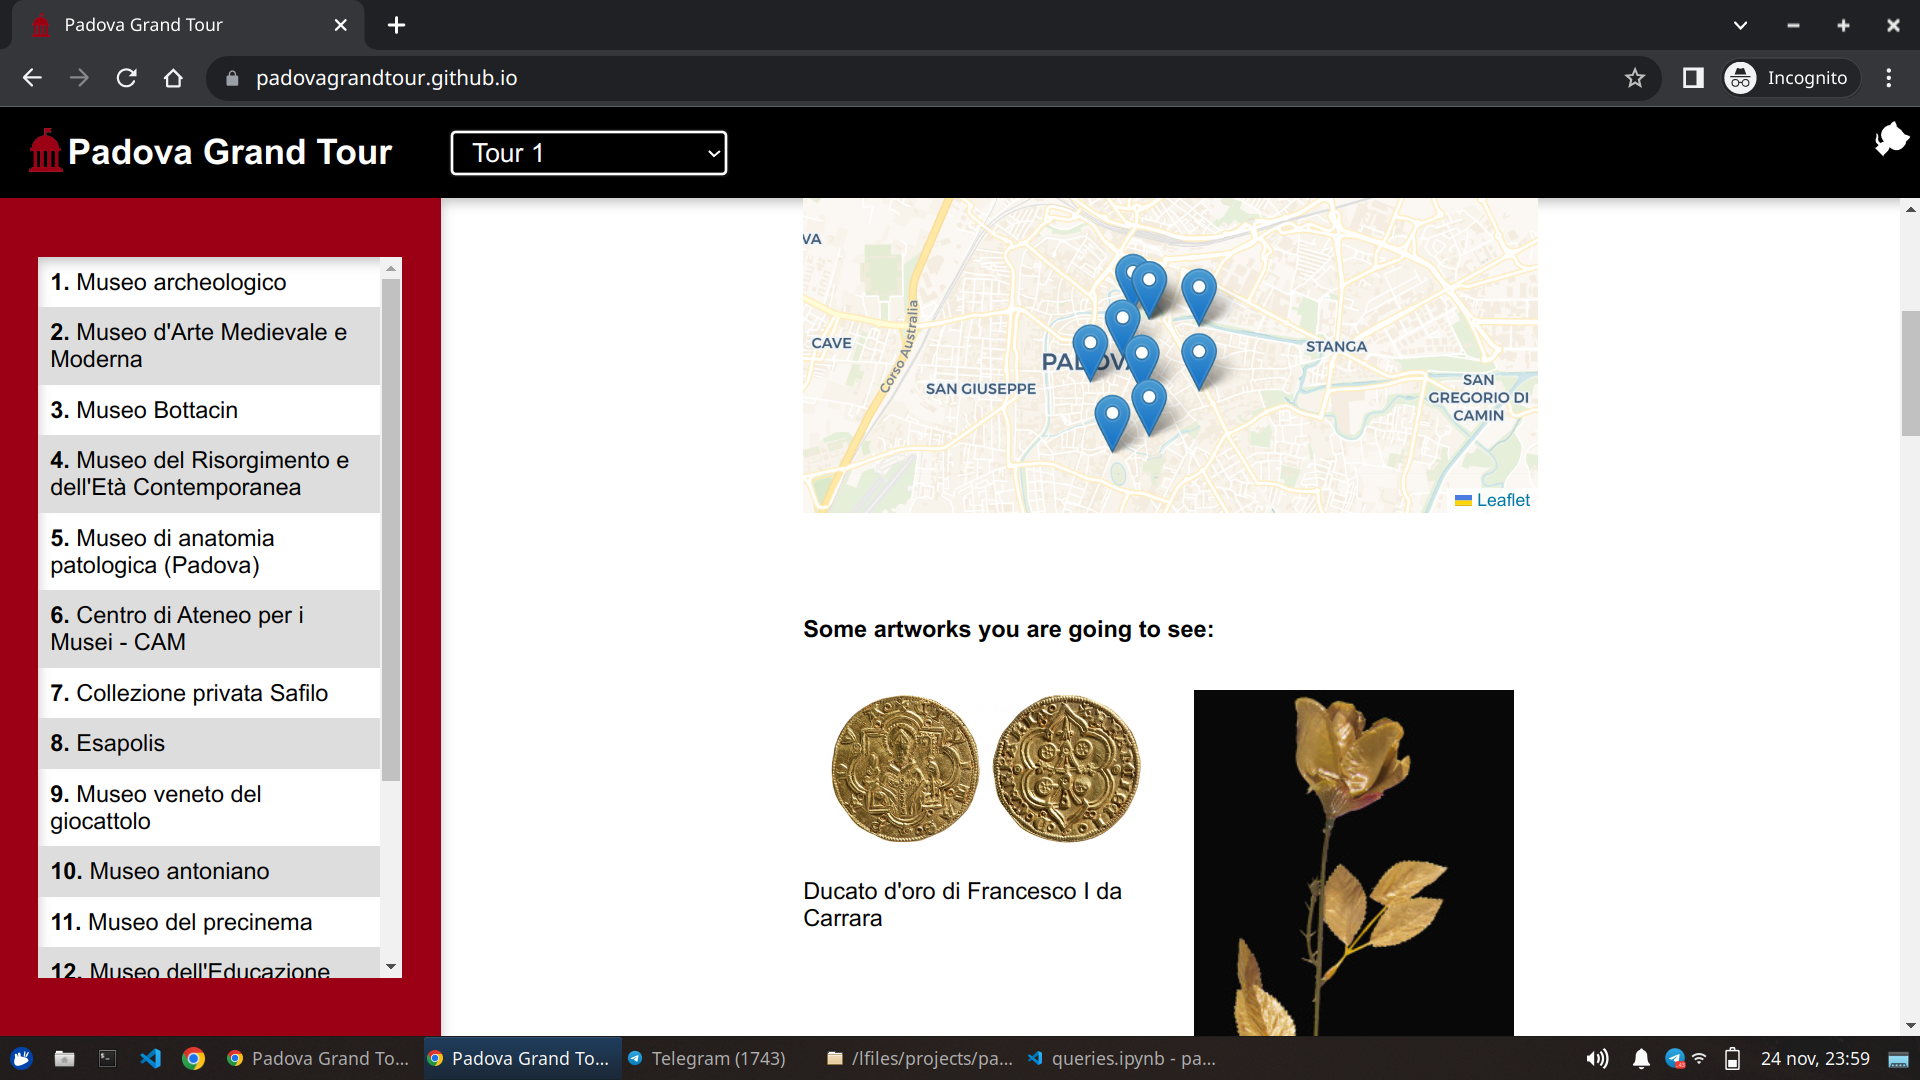 Padova Grand Tour
padovagrandtour.github.io
Incognito
Padova Grand Tour
Tour 1
1. Museo archeologico
2. Museo d'Arte Medievale e
Moderna
3. Museo Bottacin
4. Museo del Risorgimento e
dell'Età Contemporanea
5. Museo di anatomia
patologica (Padova)
6. Centro di Ateneo per i
Musei - CAM
7. Collezione privata Safilo
8. Esapolis
9. Museo veneto del
giocattolo
10. Museo antoniano
11. Museo del precinema
12. Museo dell'Educazione
VA
CAVE
Corso Australia
SAN GIUSEPPE
PADOVA
STANGA
SAN
GREGORIO DI
CAMIN
Leaflet
Some artworks you are going to see:
Ducato d'oro di Francesco I da
Carrara
Padova Grand To...
Padova Grand To...
Telegram (1743)
/lfiles/projects/pa...
queries.ipynb - pa...
24 nov, 23:59